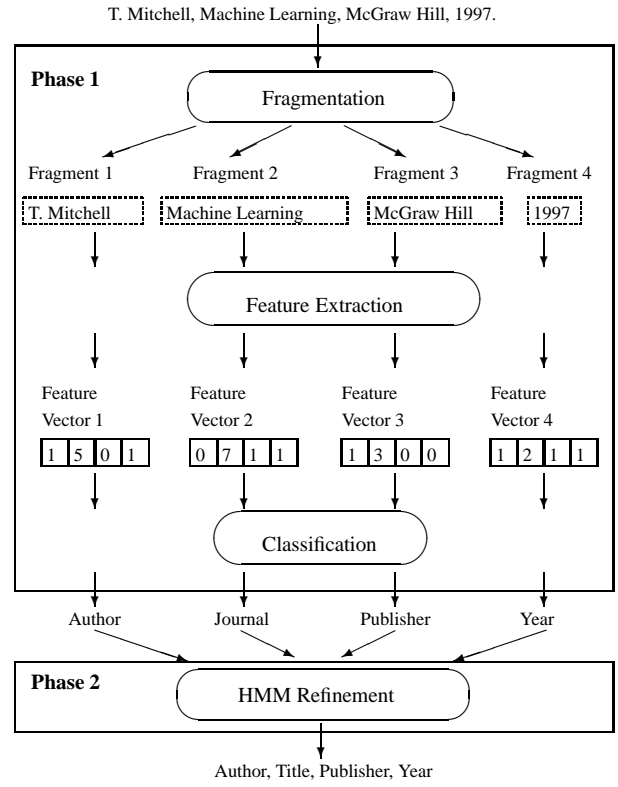 T. Mitchell, Machine Learning, McGraw Hill, 1997.
Phase 1
Fragmentation
Fragment 1 Fragment 2 Fragment 3 Fragment 4
T. Mitchell Machine Learning McGraw Hill 1997
Feature Extraction
Feature Feature Feature Feature
Vector 1 Vector 2 Vector 3 Vector 4
1 5 0 1 0 7 1 1 1 3 0 0 1 2 1 1
Classification
Author Journal Publisher Year
Phase 2
HMM Refinement
Author, Title, Publisher, Year